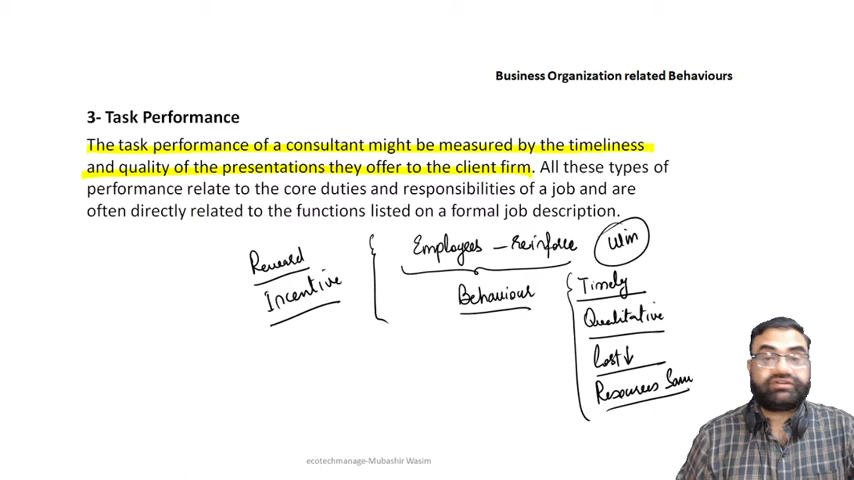 Business Organization related Behaviours
3- Task Performance
The task performance of a consultant might be measured by the timeliness
and quality of the presentations they offer to the client firm. All these types of
performance relate to the core duties and responsibilities of a job and are
often directly related to the functions listed on a formal job description.
Reward
Incentive
Employees - reinforce
Behaviour
Timely
Qualitative
Cost ↓
Resources
ecotechmanage-Mubashir Wasim